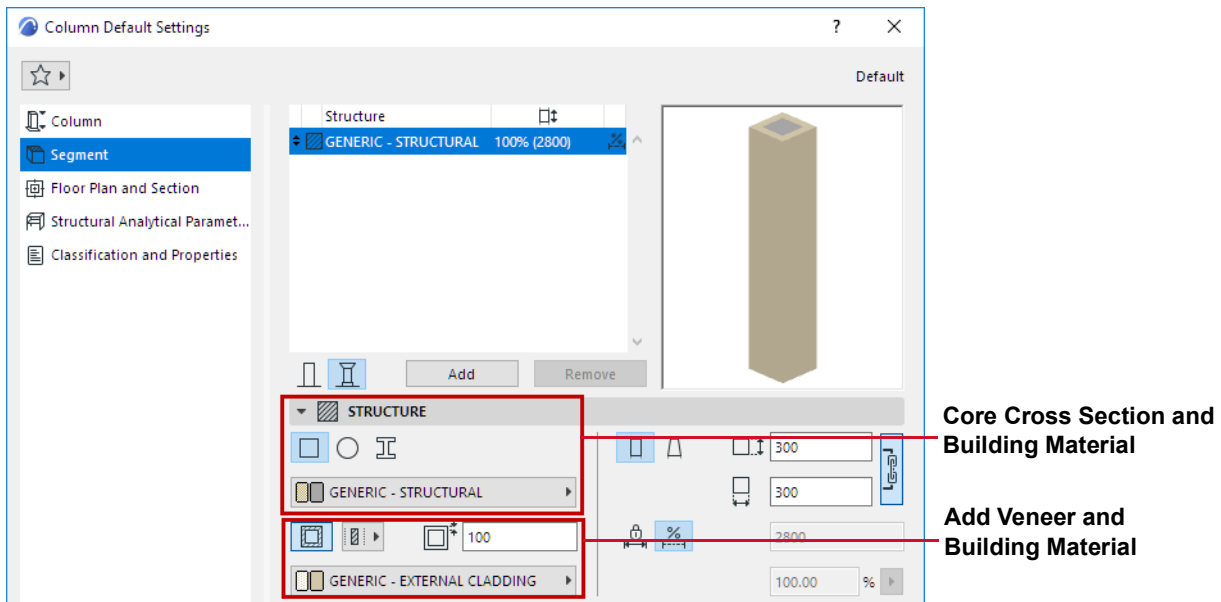 Column Default Settings ? ×
Default
Column
Segment
Floor Plan and Section
Structural Analytical Paramet...
Classification and Properties
Structure
GENERIC - STRUCTURAL 100% (2800)
Add Remove
STRUCTURE
300
GENERIC - STRUCTURAL
300
100
2800
GENERIC - EXTERNAL CLADDING
100.00 %
Core Cross Section and
Building Material
Add Veneer and
Building Material